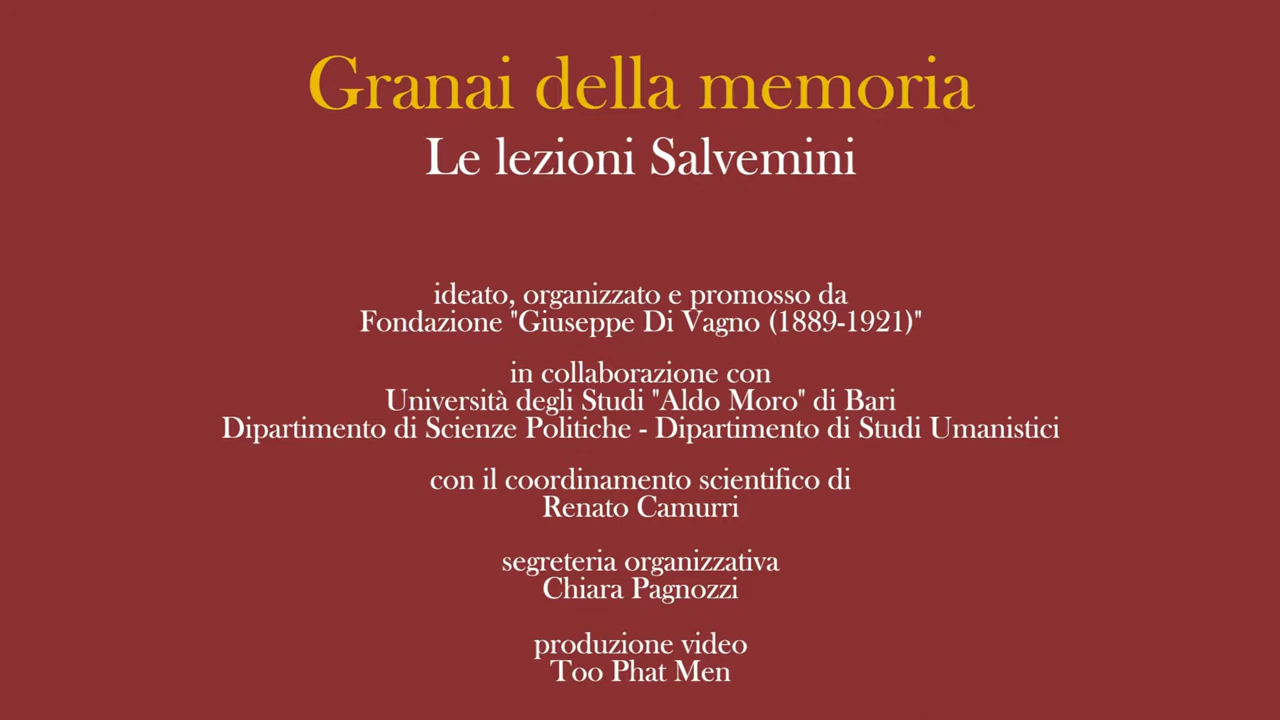 Granai della memoria
Le lezioni Salvemini
ideato, organizzato e promosso da
Fondazione "Giuseppe Di Vagno (1889-1921)"
in collaborazione con
Università degli Studi "Aldo Moro" di Bari
Dipartimento di Scienze Politiche - Dipartimento di Studi Umanistici
con il coordinamento scientifico di
Renato Camurri
segreteria organizzativa
Chiara Pagnozzi
produzione video
Too Phat Men